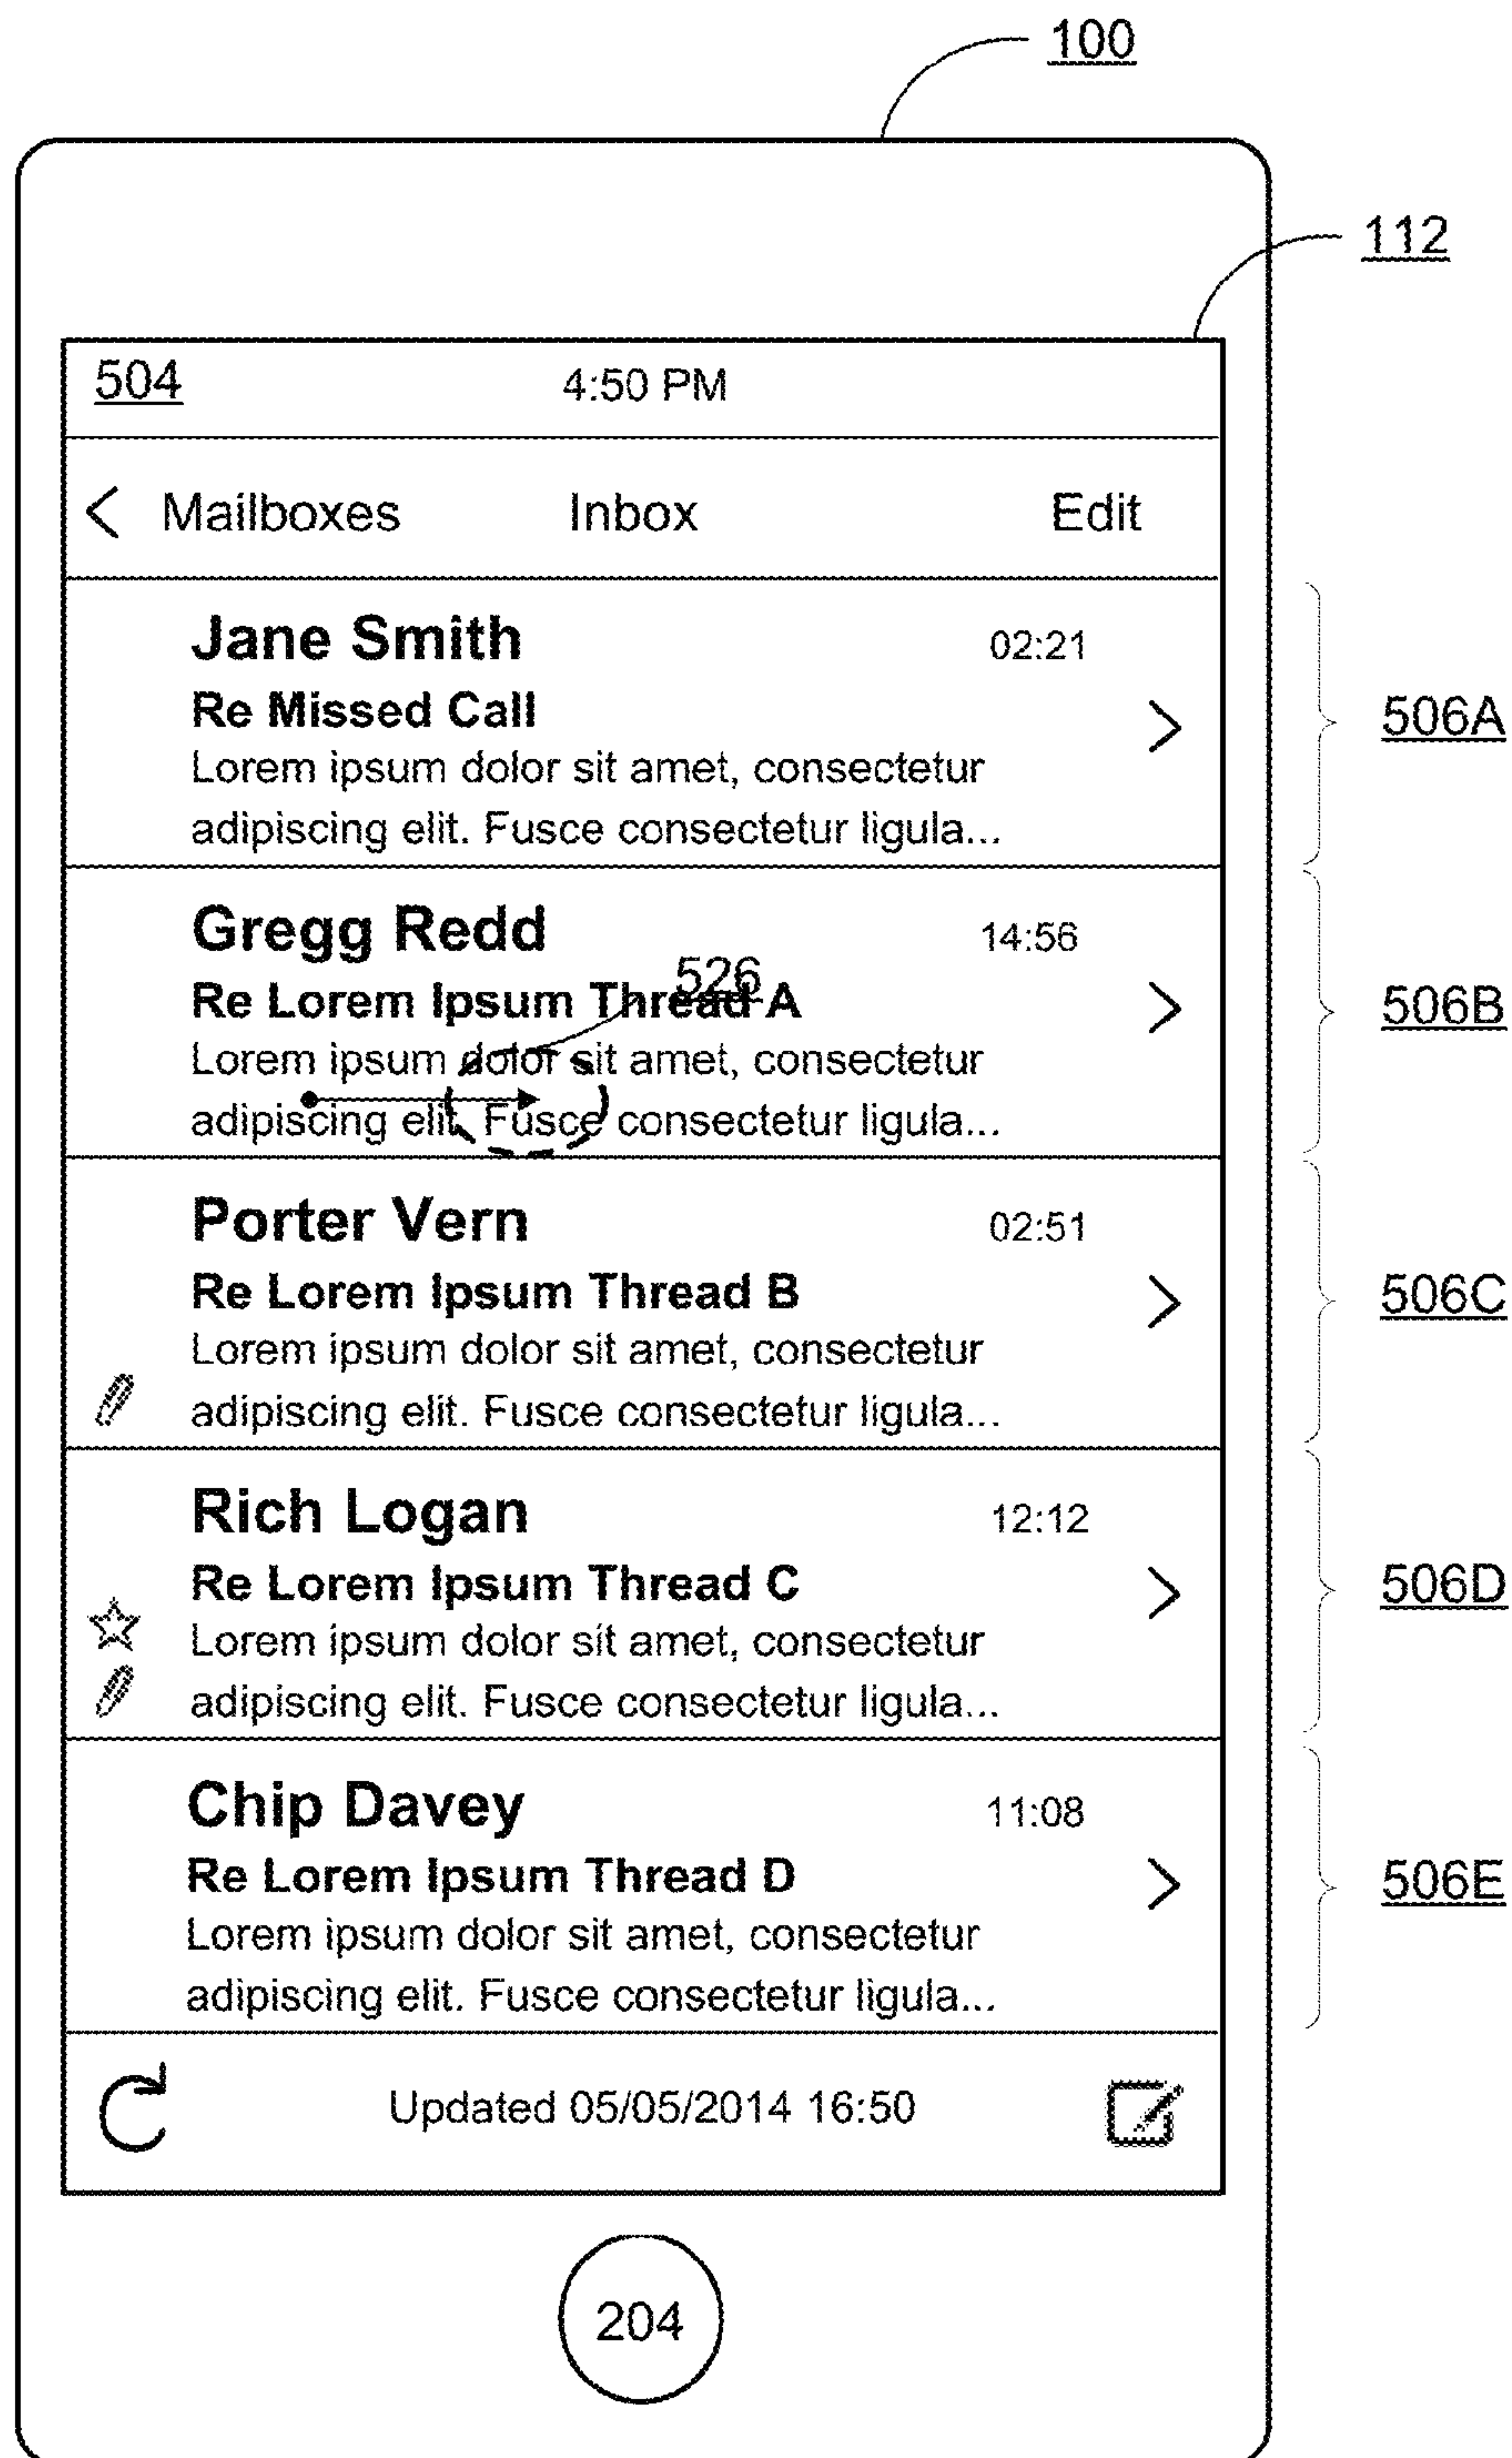 100
112
504 4:50 PM
Mailboxes Inbox Edit
Jane Smith 02:21
Re Missed Call
506A
Lorem ipsum dolor sit amet, consectetur
adipiscing elit. Fusce consectetur ligula...
Gregg Redd 14:56
526
Re Lorem Ipsum Thread A
506B
Lorem ipsum dolor sit amet, consectetur
adipiscing elit. Fusce consectetur ligula...
Porter Vern 02:51
Re Lorem Ipsum Thread B
506C
Lorem ipsum dolor sit amet, consectetur
adipiscing elit. Fusce consectetur ligula...
Rich Logan 12:12
Re Lorem Ipsum Thread C
506D
Lorem ipsum dolor sit amet, consectetur
adipiscing elit. Fusce consectetur ligula...
Chip Davey 11:08
Re Lorem Ipsum Thread D
506E
Lorem ipsum dolor sit amet, consectetur
adipiscing elit. Fusce consectetur ligula...
Updated 05/05/2014 16:50
204